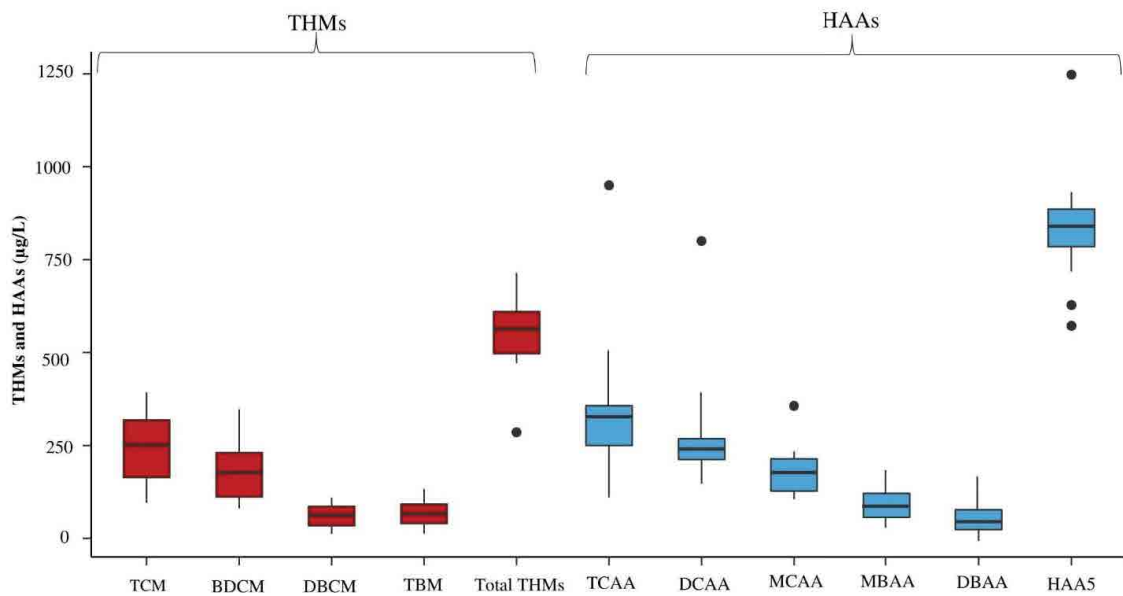 THMs
HAAs
THMs and HAAs (µg/L)
1250
1000
750
500
250
0
TCM
BDCM
DBCM
TBM
Total THMs
TCAA
DCAA
MCAA
MBAA
DBAA
HAA5